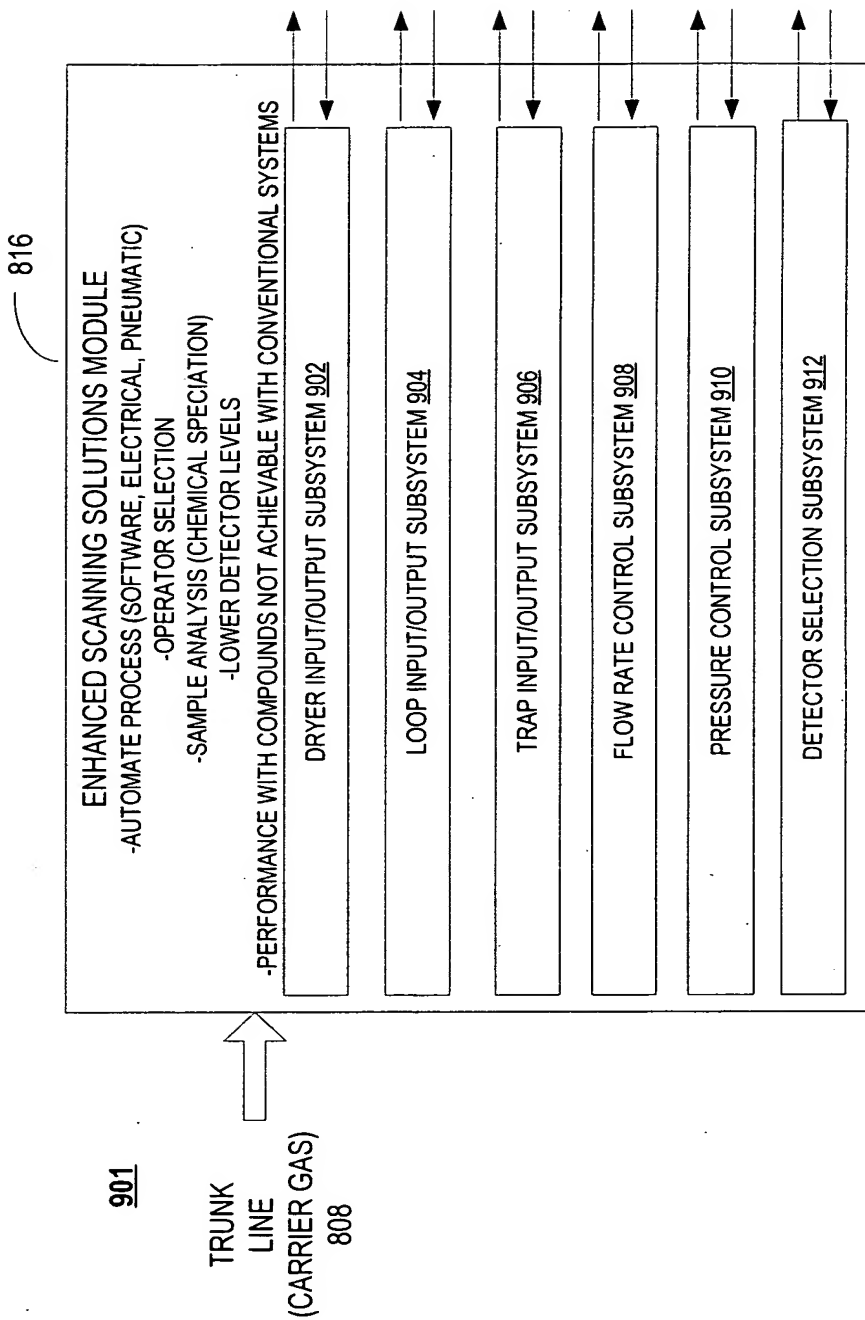 816
ENHANCED SCANNING SOLUTIONS MODULE
-AUTOMATE PROCESS (SOFTWARE, ELECTRICAL, PNEUMATIC)
-OPERATOR SELECTION
-SAMPLE ANALYSIS (CHEMICAL SPECIATION)
-LOWER DETECTOR LEVELS
-PERFORMANCE WITH COMPOUNDS NOT ACHIEVABLE WITH CONVENTIONAL SYSTEMS
DRYER INPUT/OUTPUT SUBSYSTEM 902
LOOP INPUT/OUTPUT SUBSYSTEM 904
TRAP INPUT/OUTPUT SUBSYSTEM 906
FLOW RATE CONTROL SUBSYSTEM 908
PRESSURE CONTROL SUBSYSTEM 910
DETECTOR SELECTION SUBSYSTEM 912
901
TRUNK
LINE
(CARRIER GAS)
808